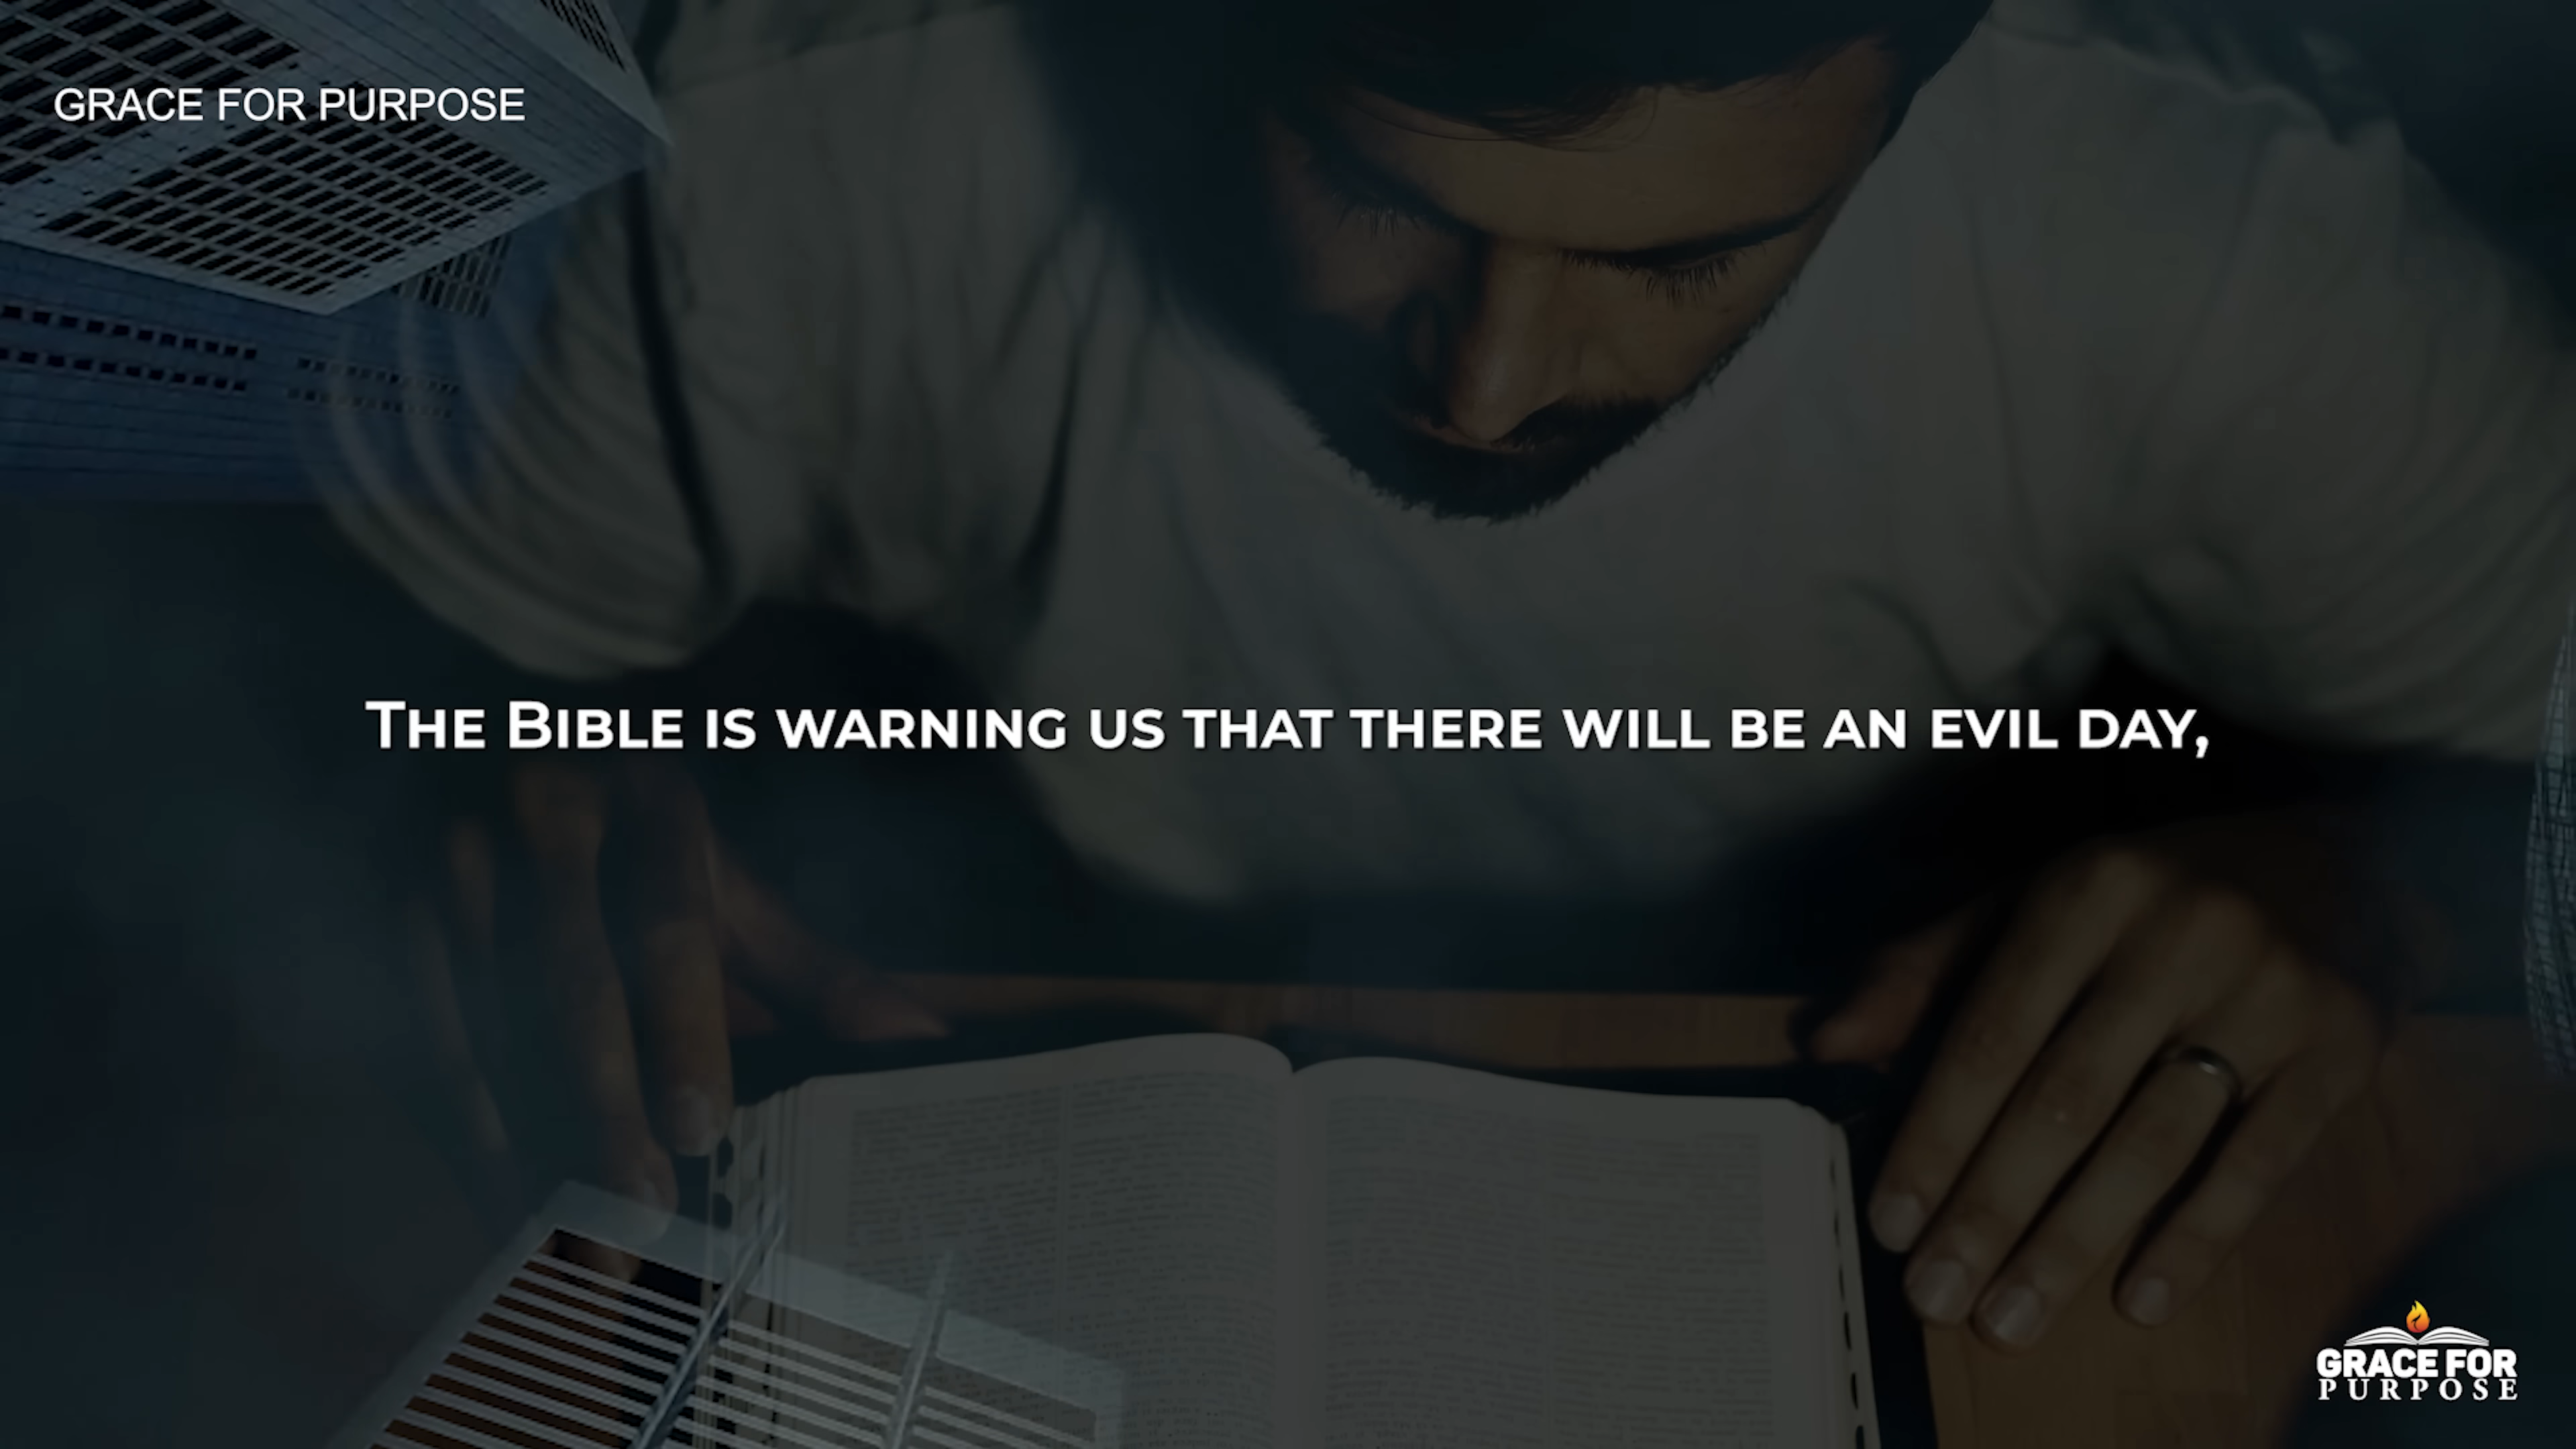 GRACE FOR PURPOSE
The Bible is warning us that there will be an evil day,
GRACE FOR
PURPOSE